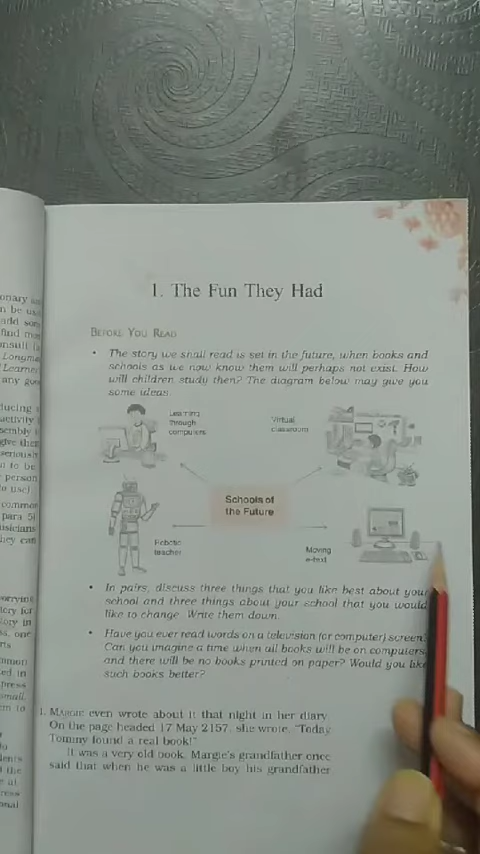 1. The Fun They Had
BEFORE YOU READ
• The story we shall read is set in the future, when books and
schools as we now know them will perhaps not exist. How
will children study then? The diagram below may give you
some ideas.
Learning
through
computers
Virtual
classroom
Schools of
the Future
Robotic
teacher
Moving
e-text
• In pairs, discuss three things that you like best about your
school and three things about your school that you would
like to change. Write them down.
• Have you ever read words on a television (or computer) screen?
Can you imagine a time when all books will be on computers
and there will be no books printed on paper? Would you like
such books better?
1. MARGIE even wrote about it that night in her diary.
On the page headed 17 May 2157, she wrote, "Today
Tommy found a real book!"
It was a very old book. Margie's grandfather once
said that when he was a little boy his grandfather